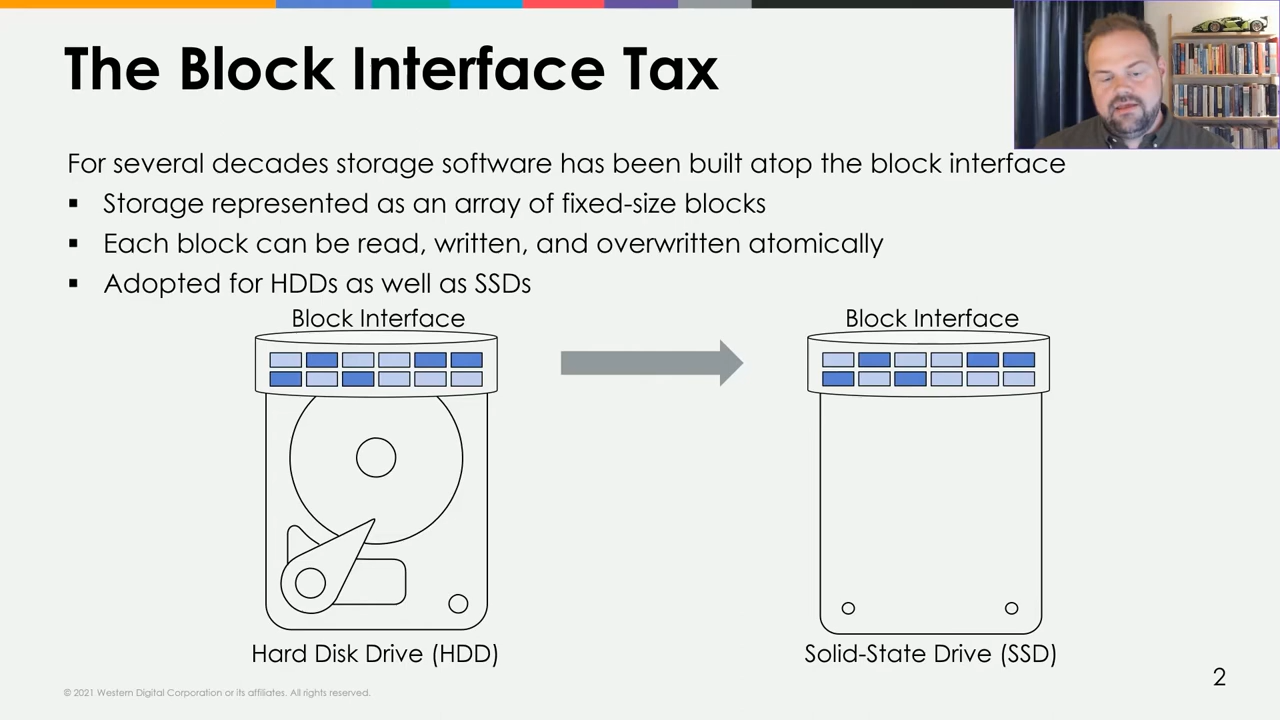 The Block Interface Tax
For several decades storage software has been built atop the block interface
▪ Storage represented as an array of fixed-size blocks
▪ Each block can be read, written, and overwritten atomically
▪ Adopted for HDDs as well as SSDs
Block Interface
Block Interface
Hard Disk Drive (HDD)
Solid-State Drive (SSD)
© 2021 Western Digital Corporation or its affiliates. All rights reserved.
2